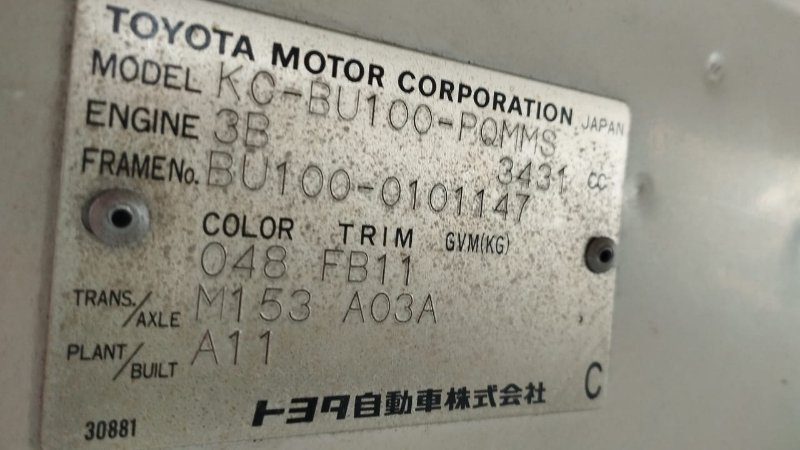 TOYOTA MOTOR CORPORATION JAPAN
MODEL KC-BU100-PQMMS
ENGINE 3B 3431 CC
FRAME No. BU100-0101147
COLOR TRIM GVM(KG)
048 FB11
TRANS./AXLE M153 A03A
PLANT/BUILT A11
トヨタ自動車株式会社 C
30881